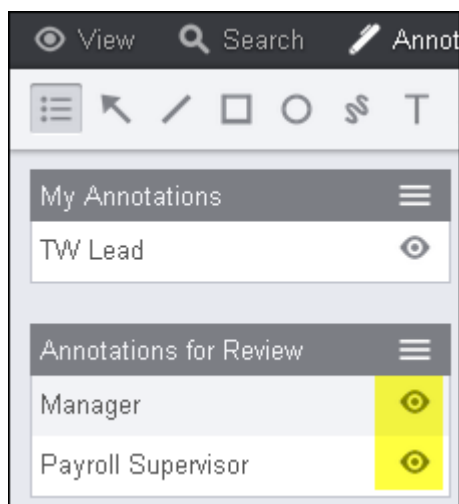 View Search Annot
T
My Annotations
TW Lead
Annotations for Review
Manager
Payroll Supervisor